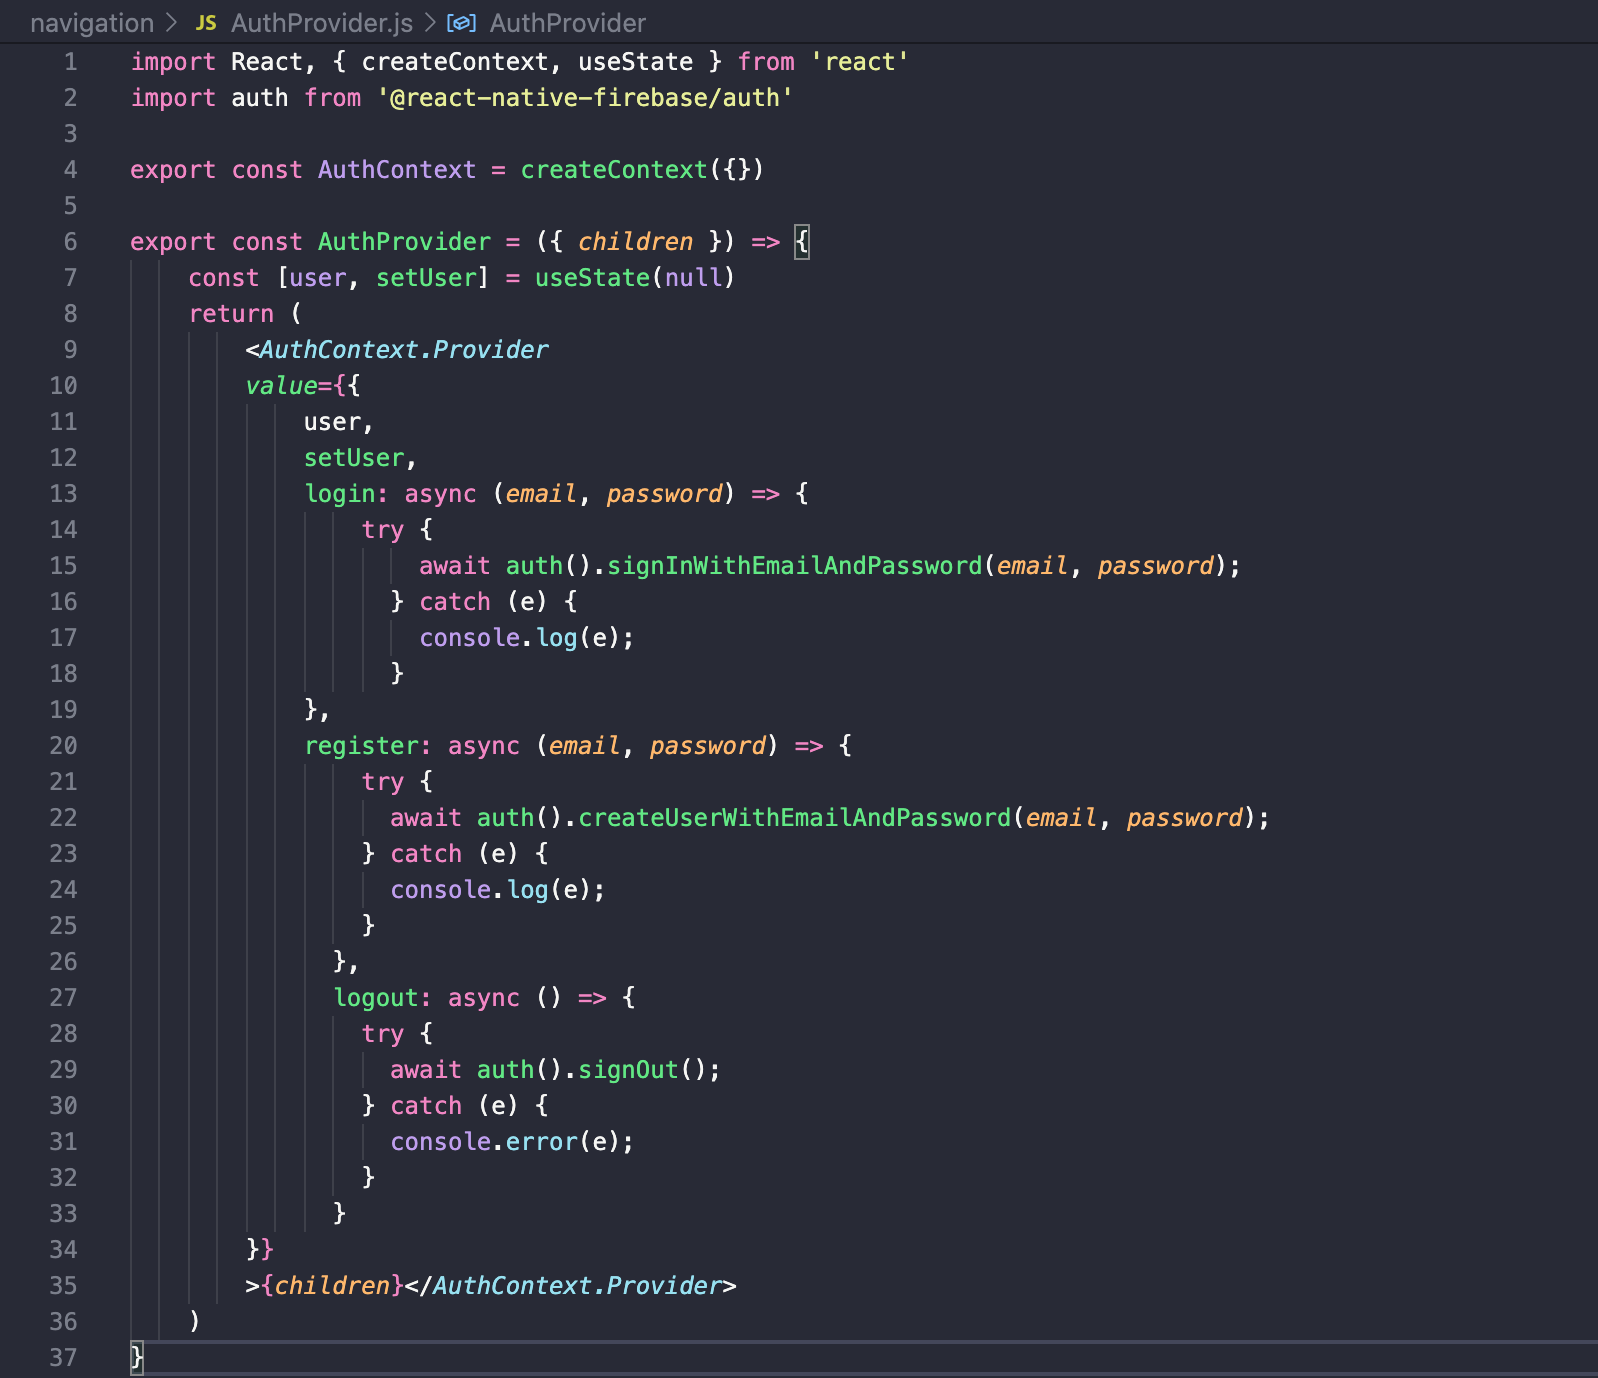 navigation > JS AuthProvider.js > AuthProvider
1 import React, { createContext, useState } from 'react'
2 import auth from '@react-native-firebase/auth'
3
4 export const AuthContext = createContext({})
5
6 export const AuthProvider = ({ children }) => {
7     const [user, setUser] = useState(null)
8     return (
9         <AuthContext.Provider
10         value={{
11             user,
12             setUser,
13             login: async (email, password) => {
14                 try {
15                     await auth().signInWithEmailAndPassword(email, password);
16                   } catch (e) {
17                     console.log(e);
18                   }
19             },
20             register: async (email, password) => {
21                 try {
22                   await auth().createUserWithEmailAndPassword(email, password);
23                 } catch (e) {
24                   console.log(e);
25                 }
26               },
27               logout: async () => {
28                 try {
29                   await auth().signOut();
30                 } catch (e) {
31                   console.error(e);
32                 }
33               }
34         }}
35         >{children}</AuthContext.Provider>
36     )
37 }